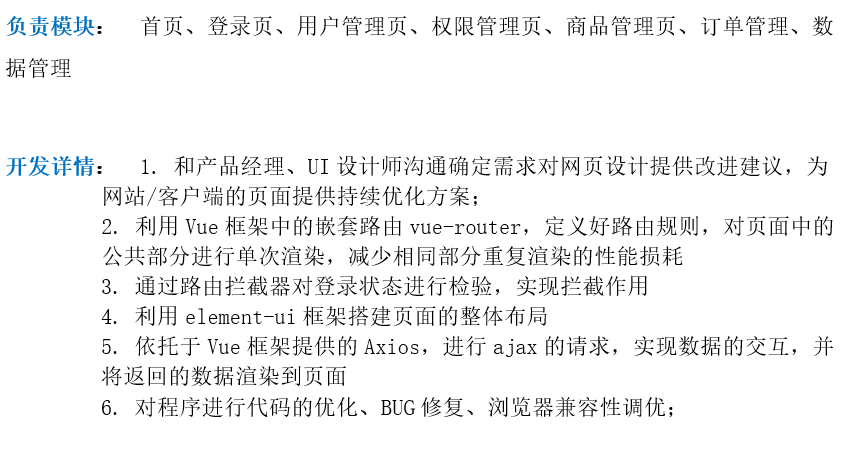 负责模块： 首页、登录页、用户管理页、权限管理页、商品管理页、订单管理、数
据管理
开发详情： 1. 和产品经理、UI 设计师沟通确定需求对网页设计提供改进建议，为
网站/客户端的页面提供持续优化方案；
2. 利用 Vue 框架中的嵌套路由 vue-router，定义好路由规则，对页面中的
公共部分进行单次渲染，减少相同部分重复渲染的性能损耗
3. 通过路由拦截器对登录状态进行检验，实现拦截作用
4. 利用 element-ui 框架搭建页面的整体布局
5. 依托于 Vue 框架提供的 Axios，进行 ajax 的请求，实现数据的交互，并
将返回的数据渲染到页面
6. 对程序进行代码的优化、BUG 修复、浏览器兼容性调优；